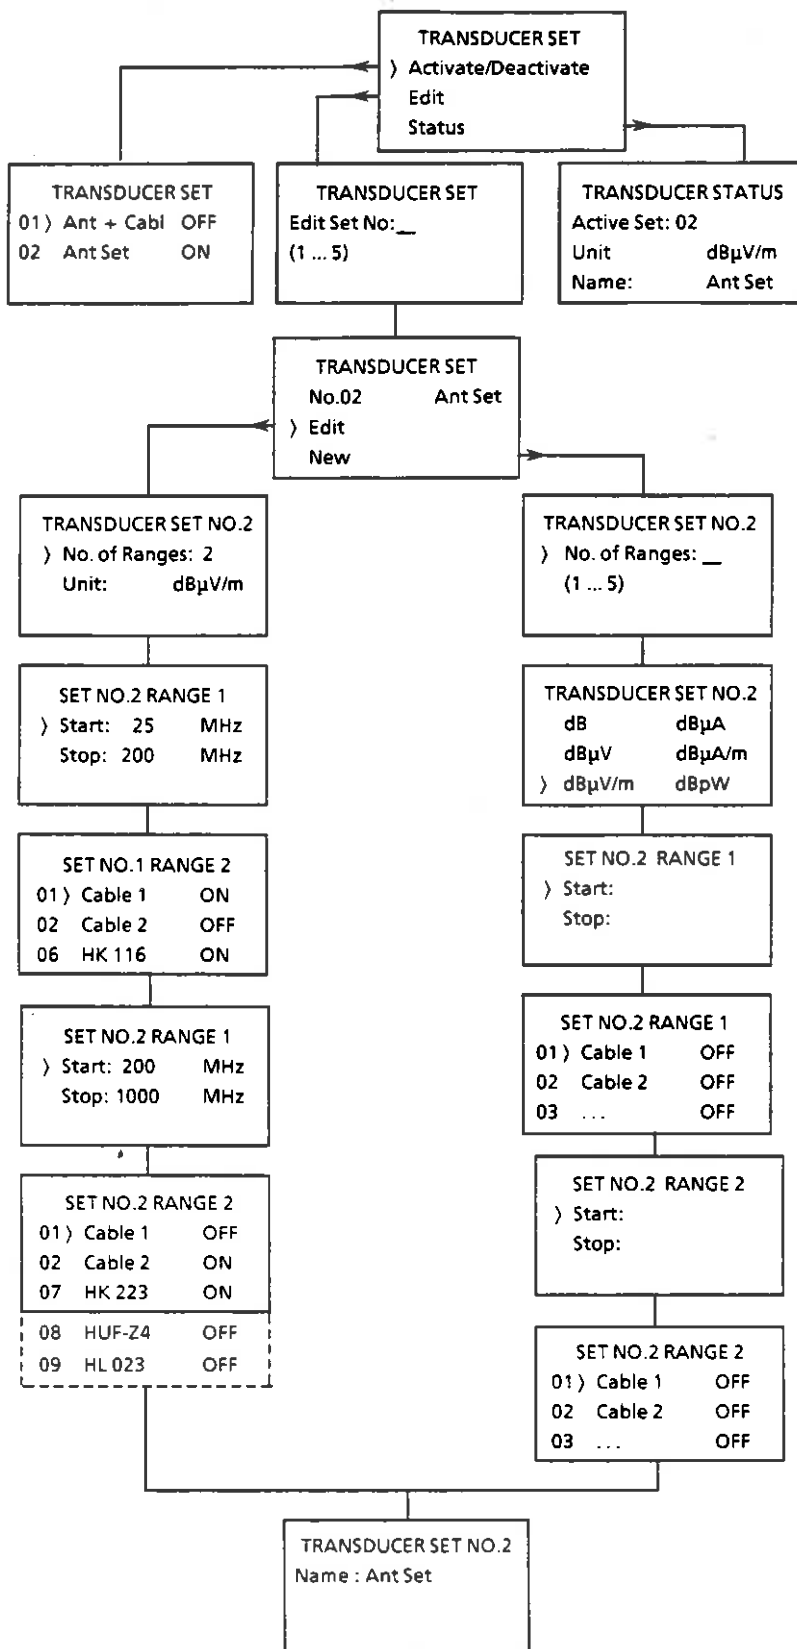 TRANSDUCER SET
⟩ Activate/Deactivate
Edit
Status
TRANSDUCER SET
01⟩ Ant + Cabl OFF
02 Ant Set ON
TRANSDUCER SET
Edit Set No:_
(1 ... 5)
TRANSDUCER STATUS
Active Set: 02
Unit dBµV/m
Name: Ant Set
TRANSDUCER SET
No.02 Ant Set
⟩ Edit
New
TRANSDUCER SET NO.2
⟩ No. of Ranges: 2
Unit: dBµV/m
SET NO.2 RANGE 1
⟩ Start: 25 MHz
Stop: 200 MHz
SET NO.1 RANGE 2
01⟩ Cable 1 ON
02 Cable 2 OFF
06 HK 116 ON
SET NO.2 RANGE 1
⟩ Start: 200 MHz
Stop: 1000 MHz
SET NO.2 RANGE 2
01⟩ Cable 1 OFF
02 Cable 2 ON
07 HK 223 ON
08 HUF-Z4 OFF
09 HL 023 OFF
TRANSDUCER SET NO.2
⟩ No. of Ranges: _
(1 ... 5)
TRANSDUCER SET NO.2
dB dBµA
dBµV dBµA/m
⟩ dBµV/m dBpW
SET NO.2 RANGE 1
⟩ Start:
Stop:
SET NO.2 RANGE 1
01⟩ Cable 1 OFF
02 Cable 2 OFF
03 ... OFF
SET NO.2 RANGE 2
⟩ Start:
Stop:
SET NO.2 RANGE 2
01⟩ Cable 1 OFF
02 Cable 2 OFF
03 ... OFF
TRANSDUCER SET NO.2
Name : Ant Set